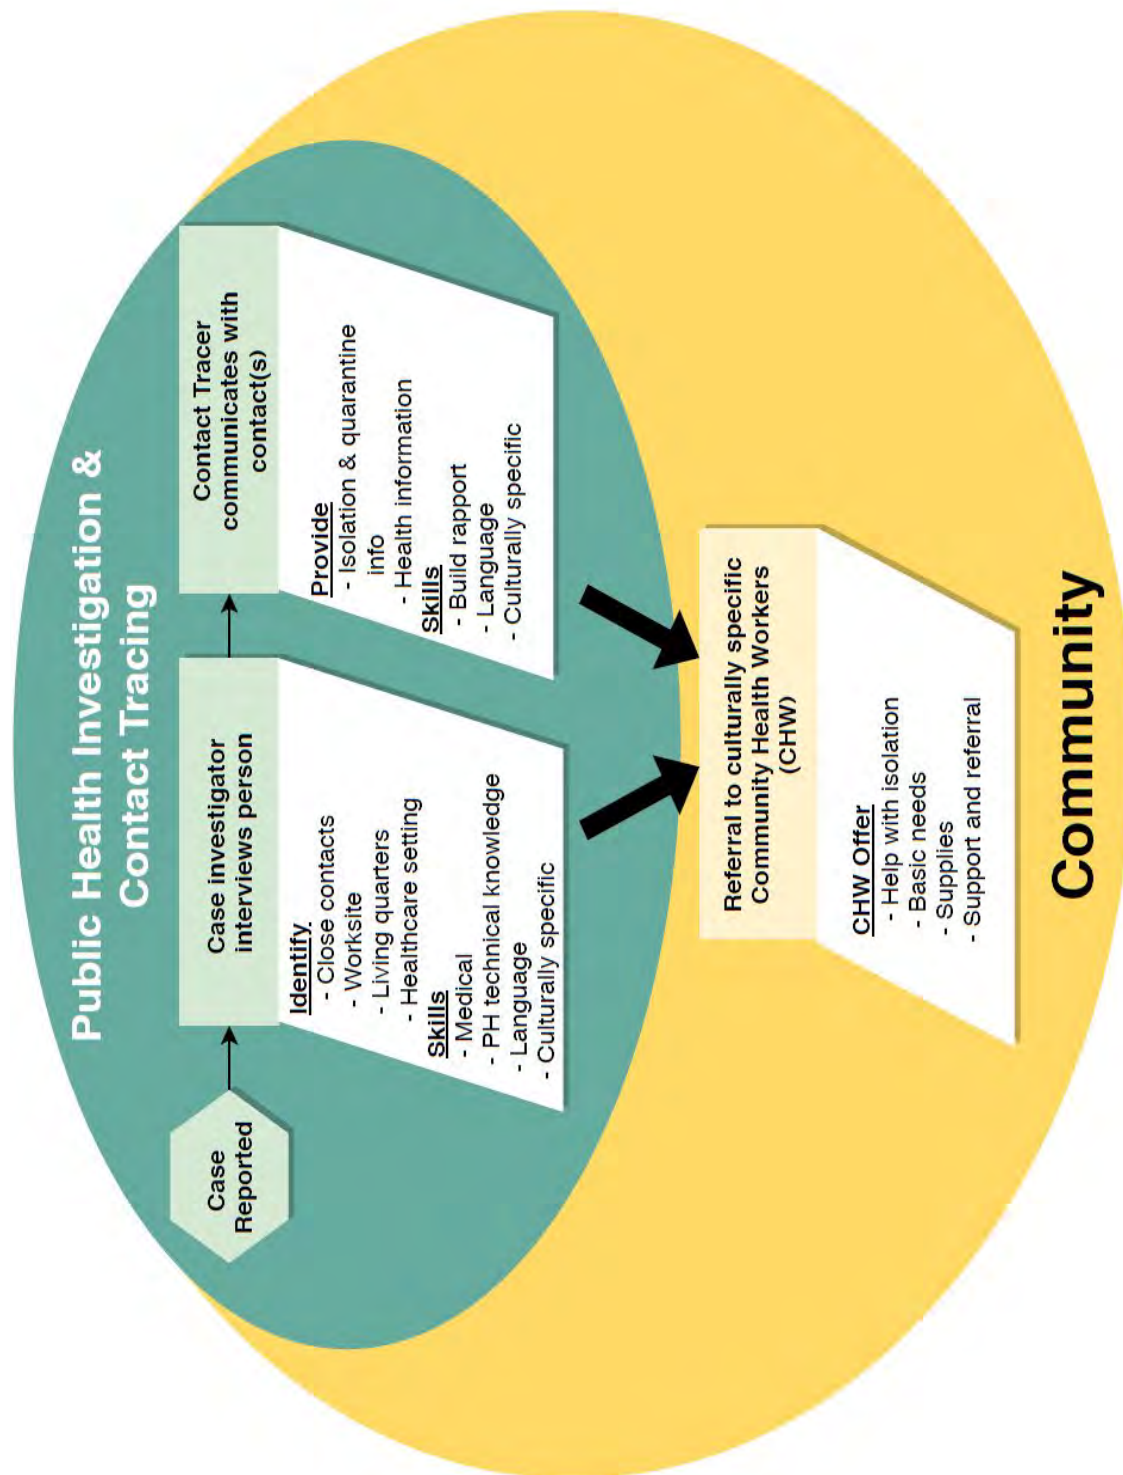 Public Health Investigation &
Contact Tracing
Case
Reported
Case investigator
interviews person
Identify
- Close contacts
- Worksite
- Living quarters
- Healthcare setting
Skills
- Medical
- PH technical knowledge
- Language
- Culturally specific
Contact Tracer
communicates with
contact(s)
Provide
- Isolation & quarantine
info
- Health information
Skills
- Build rapport
- Language
- Culturally specific
Referral to culturally specific
Community Health Workers
(CHW)
CHW Offer
- Help with isolation
- Basic needs
- Supplies
- Support and referral
Community